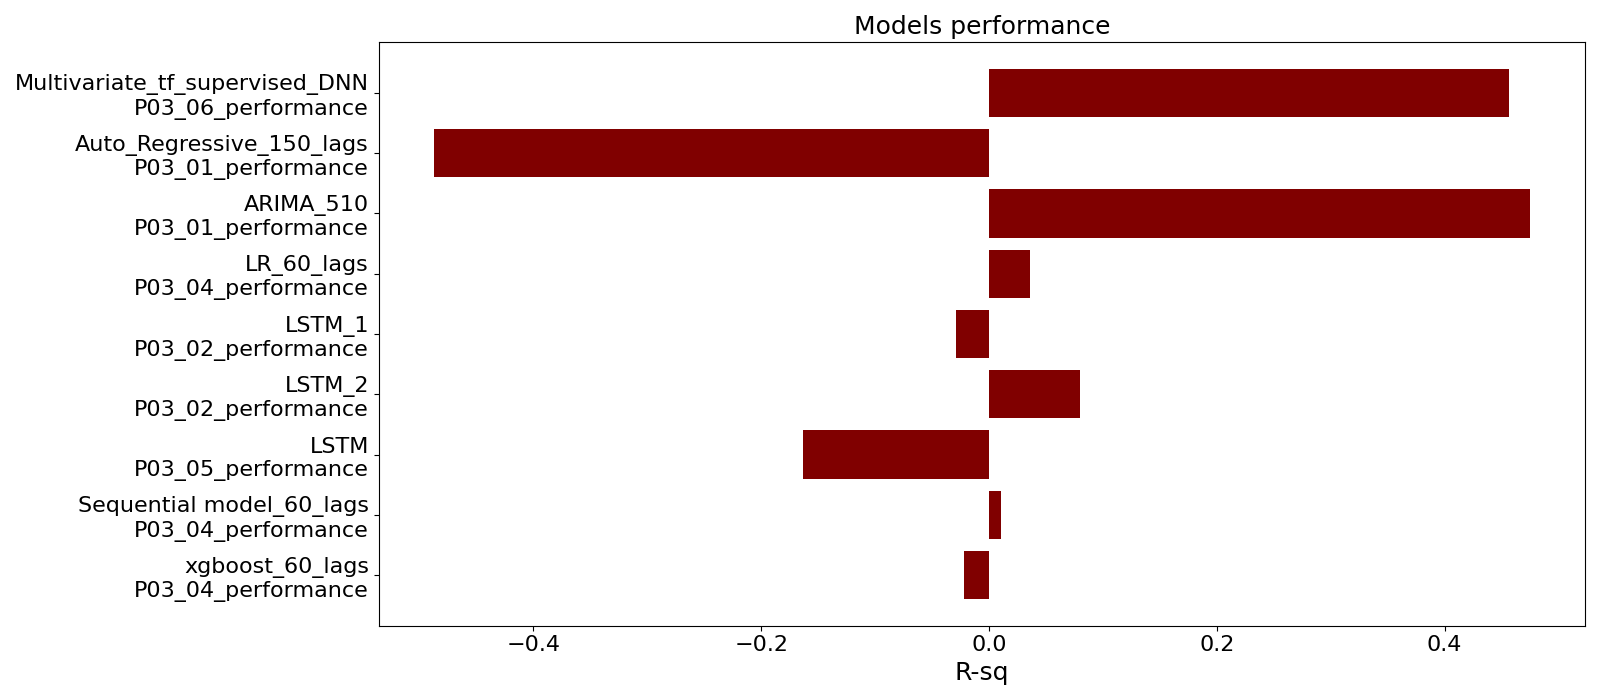 Models performance
Multivariate_tf_supervised_DNN
P03_06_performance
Auto_Regressive_150_lags
P03_01_performance
ARIMA_510
P03_01_performance
LR_60_lags
P03_04_performance
LSTM_1
P03_02_performance
LSTM_2
P03_02_performance
LSTM
P03_05_performance
Sequential model_60_lags
P03_04_performance
xgboost_60_lags
P03_04_performance
−0.4 −0.2 0.0 0.2 0.4
R-sq